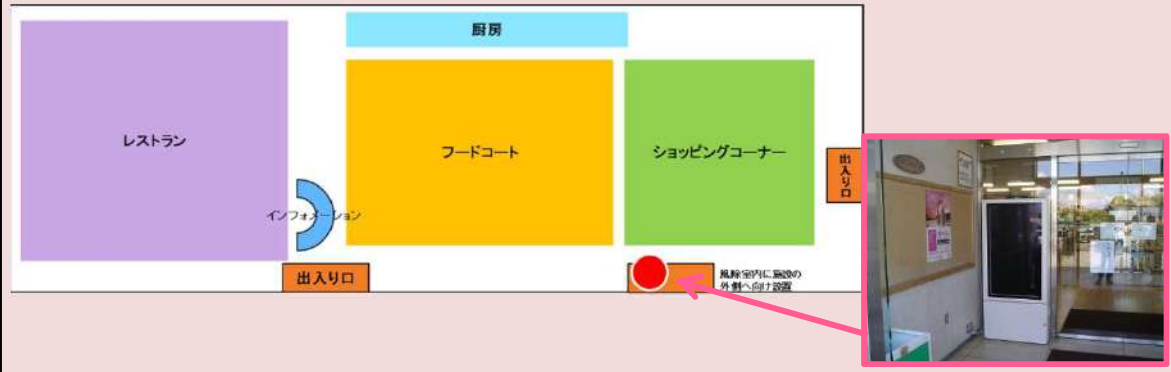 厨房
レストラン
フードコート
ショッピングコーナー
出入り口
インフォメーション
出入り口
風除室内に施設の
外側へ向け設置